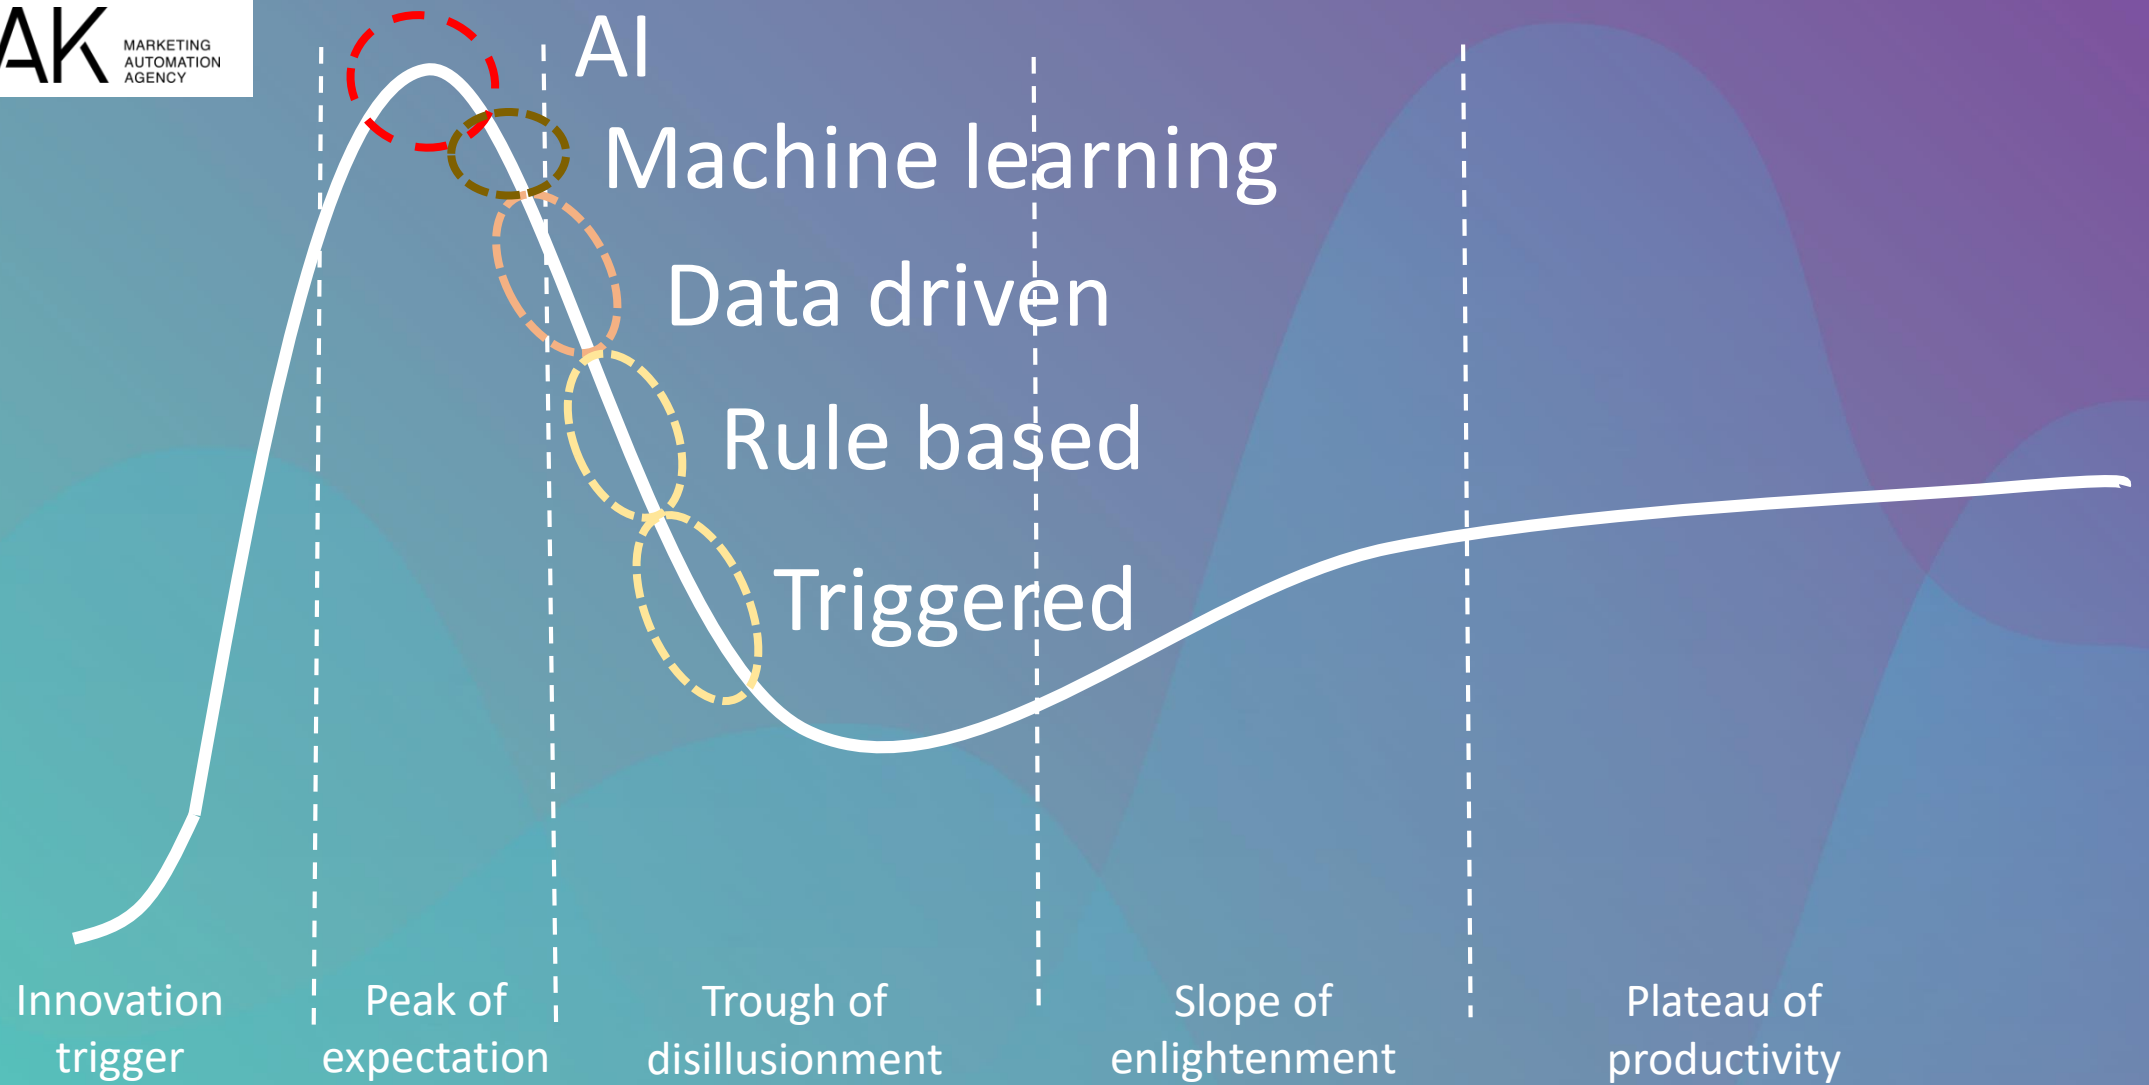 AK
MARKETING
AUTOMATION
AGENCY
AI
Machine learning
Data driven
Rule based
Triggered
Innovation
trigger
Peak of
expectation
Trough of
disillusionment
Slope of
enlightenment
Plateau of
productivity